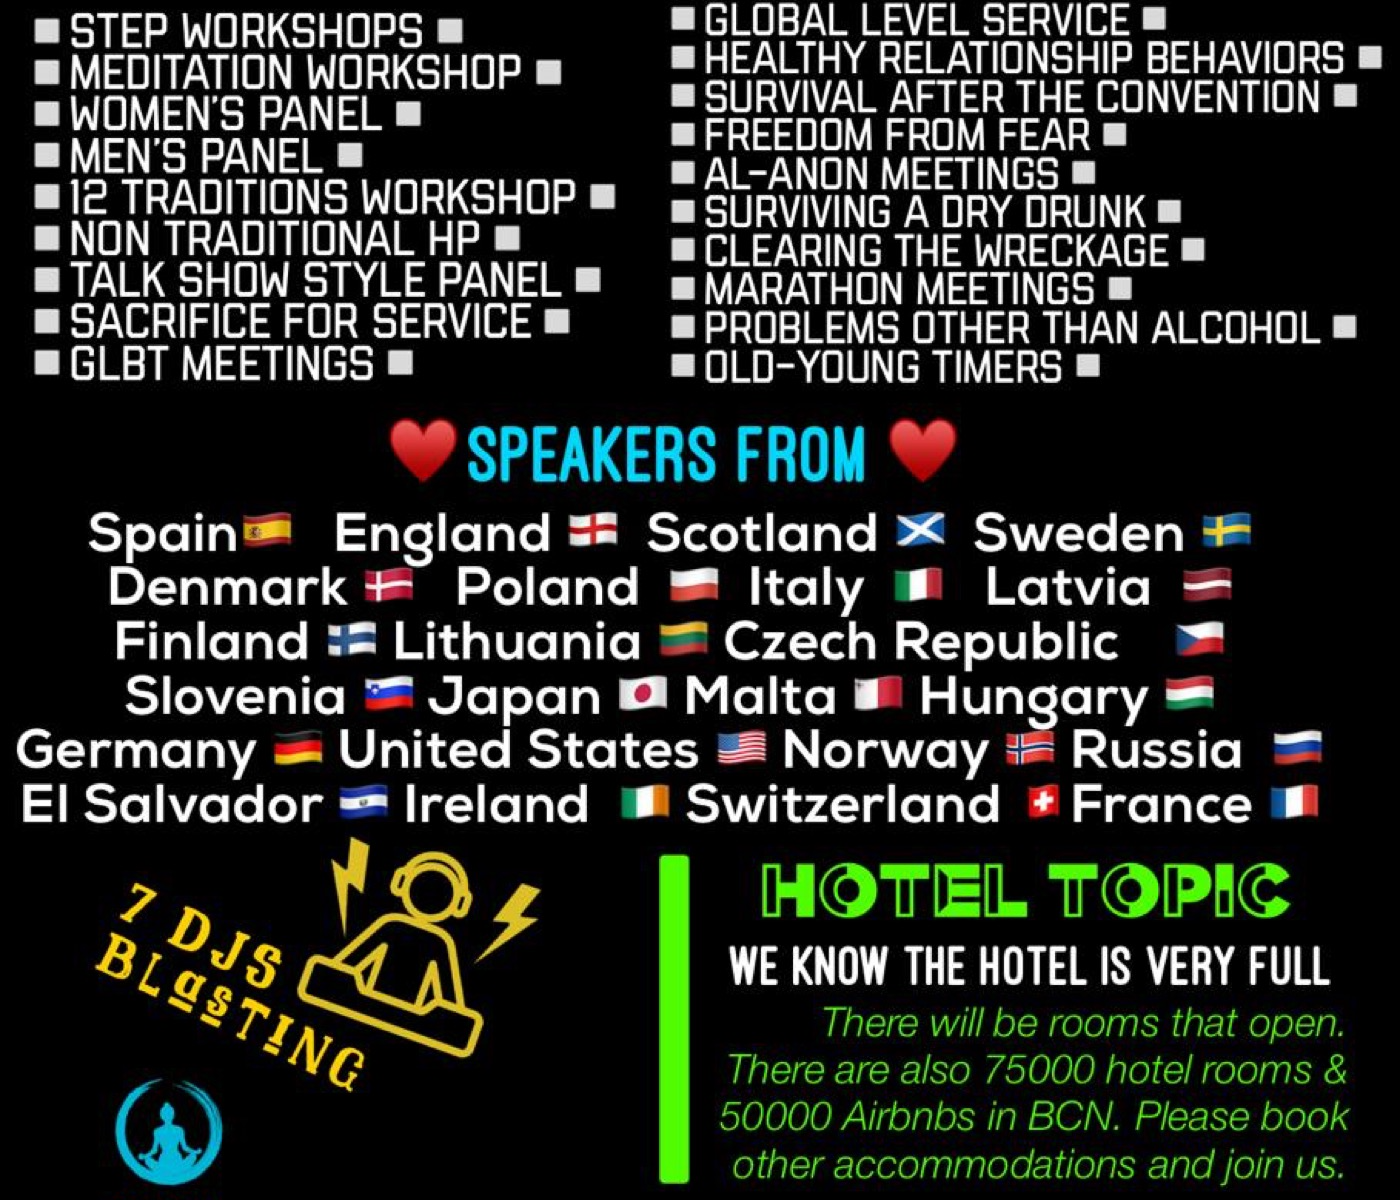 STEP WORKSHOPS
MEDITATION WORKSHOP
WOMEN'S PANEL
MEN'S PANEL
12 TRADITIONS WORKSHOP
NON TRADITIONAL HP
TALK SHOW STYLE PANEL
SACRIFICE FOR SERVICE
GLBT MEETINGS
GLOBAL LEVEL SERVICE
HEALTHY RELATIONSHIP BEHAVIORS
SURVIVAL AFTER THE CONVENTION
FREEDOM FROM FEAR
AL-ANON MEETINGS
SURVIVING A DRY DRUNK
CLEARING THE WRECKAGE
MARATHON MEETINGS
PROBLEMS OTHER THAN ALCOHOL
OLD-YOUNG TIMERS
SPEAKERS FROM
Spain England Scotland Sweden
Denmark Poland Italy Latvia
Finland Lithuania Czech Republic
Slovenia Japan Malta Hungary
Germany United States Norway Russia
El Salvador Ireland Switzerland France
7 DJS
BLasTING
HOTEL TOPIC
WE KNOW THE HOTEL IS VERY FULL
There will be rooms that open.
There are also 75000 hotel rooms &
50000 Airbnbs in BCN. Please book
other accommodations and join us.